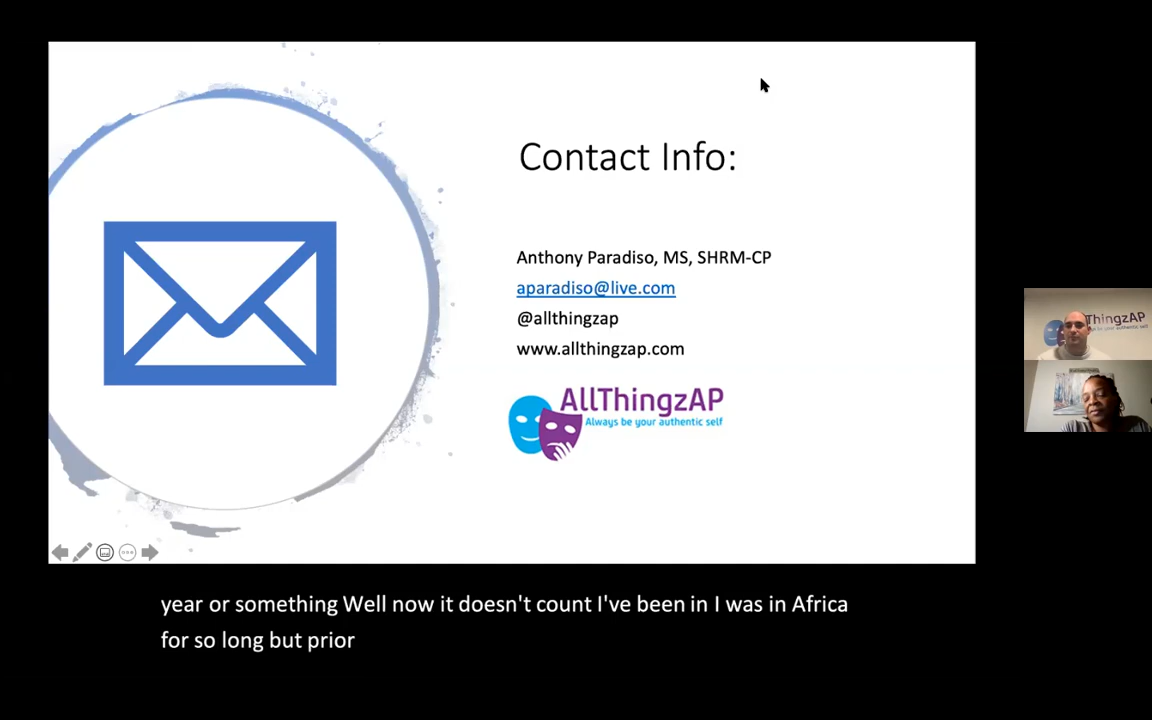 Contact Info:
Anthony Paradiso, MS, SHRM-CP
aparadiso@live.com
@allthingzap
www.allthingzap.com
AllThingzAP
Always be your authentic self
ThingzAP
year or something Well now it doesn't count I've been in I was in Africa
for so long but prior